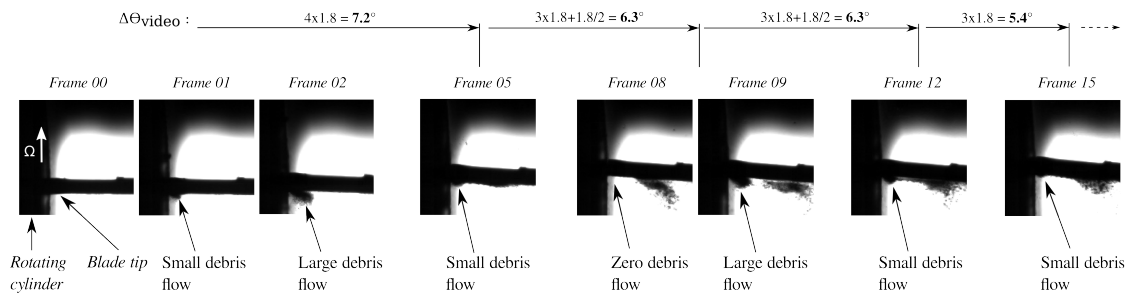 ΔΘvideo :
4x1.8 = 7.2°
3x1.8+1.8/2 = 6.3°
3x1.8+1.8/2 = 6.3°
3x1.8 = 5.4°
Frame 00
Frame 01
Frame 02
Frame 05
Frame 08
Frame 09
Frame 12
Frame 15
Ω
Rotating
cylinder
Blade tip
Small debris
flow
Large debris
flow
Small debris
flow
Zero debris
flow
Large debris
flow
Small debris
flow
Small debris
flow